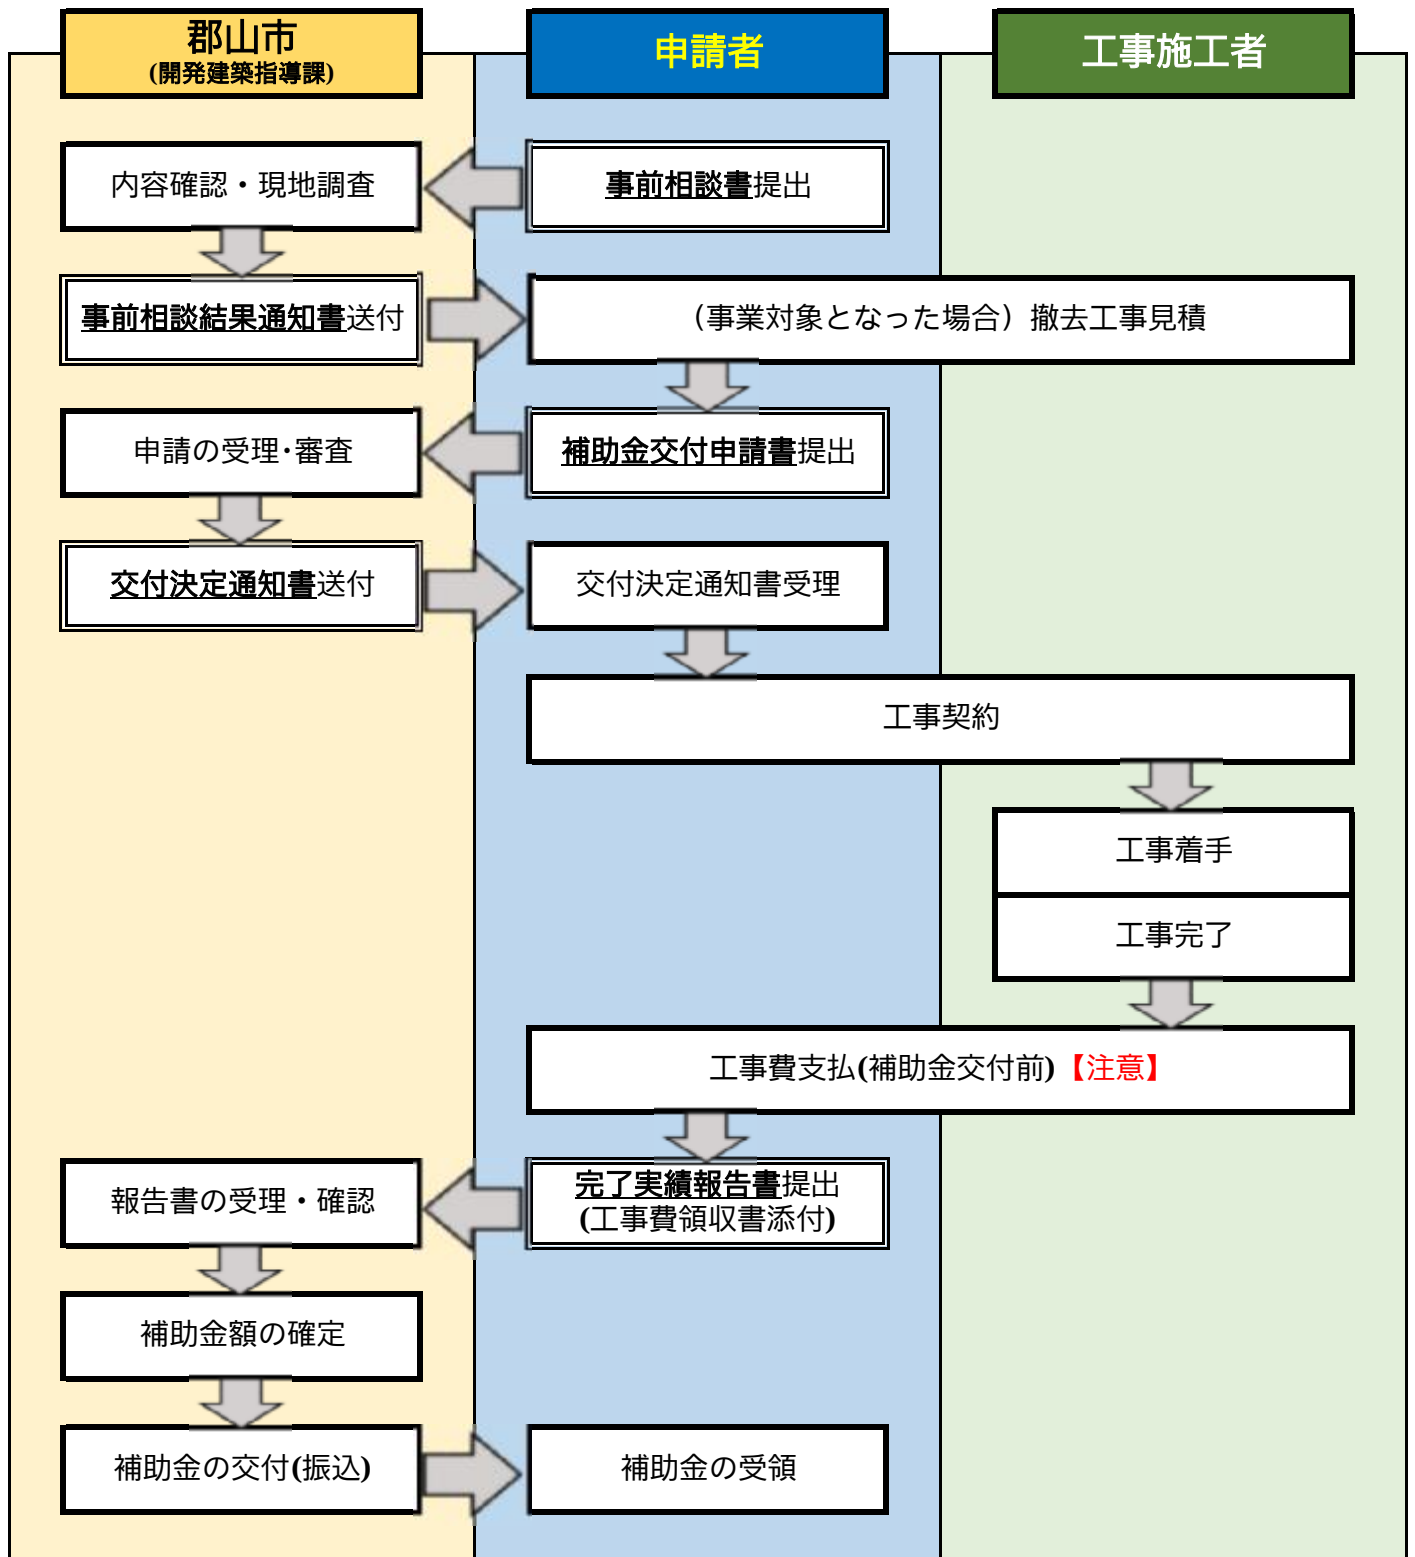 郡山市
(開発建築指導課)
申請者
工事施工者
内容確認・現地調査
事前相談書提出
事前相談結果通知書送付
（事業対象となった場合）撤去工事見積
申請の受理・審査
補助金交付申請書提出
交付決定通知書送付
交付決定通知書受理
工事契約
工事着手
工事完了
工事費支払(補助金交付前)【注意】
報告書の受理・確認
完了実績報告書提出
(工事費領収書添付)
補助金額の確定
補助金の交付(振込)
補助金の受領